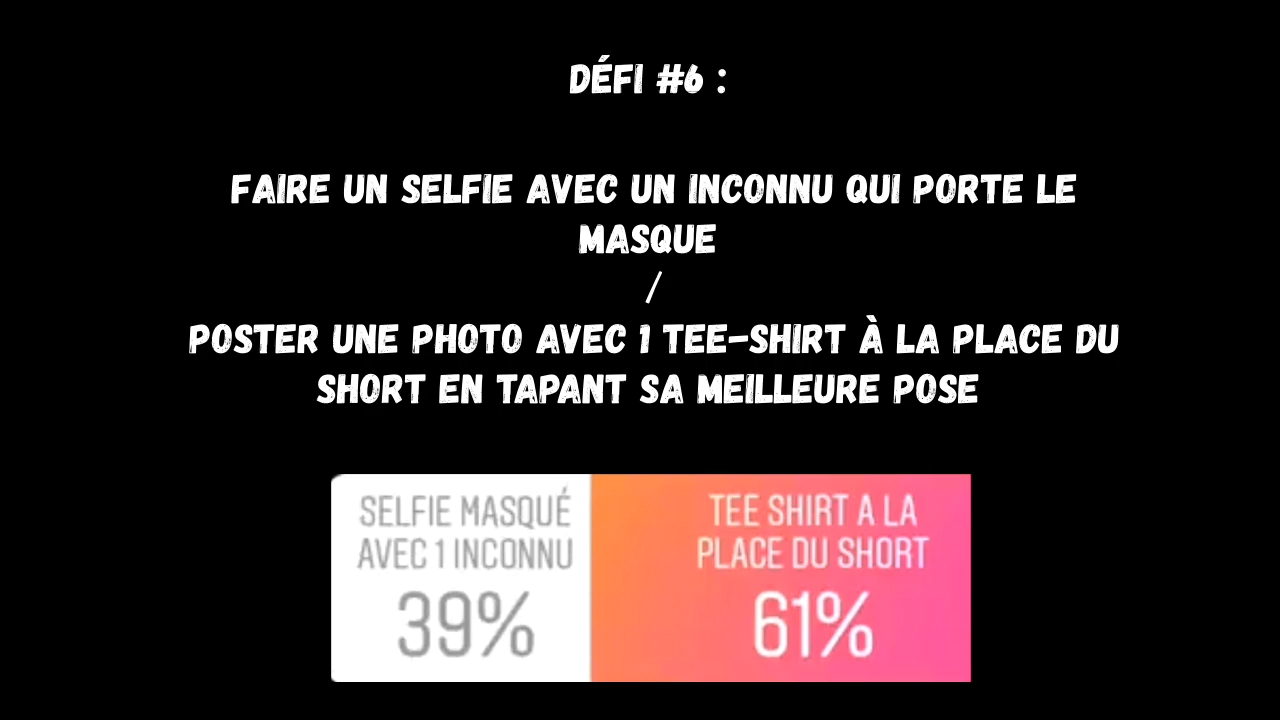 DÉFI #6 :
FAIRE UN SELFIE AVEC UN INCONNU QUI PORTE LE
MASQUE
/
POSTER UNE PHOTO AVEC 1 TEE-SHIRT À LA PLACE DU
SHORT EN TAPANT SA MEILLEURE POSE
SELFIE MASQUÉ
AVEC 1 INCONNU
39%
TEE SHIRT A LA
PLACE DU SHORT
61%